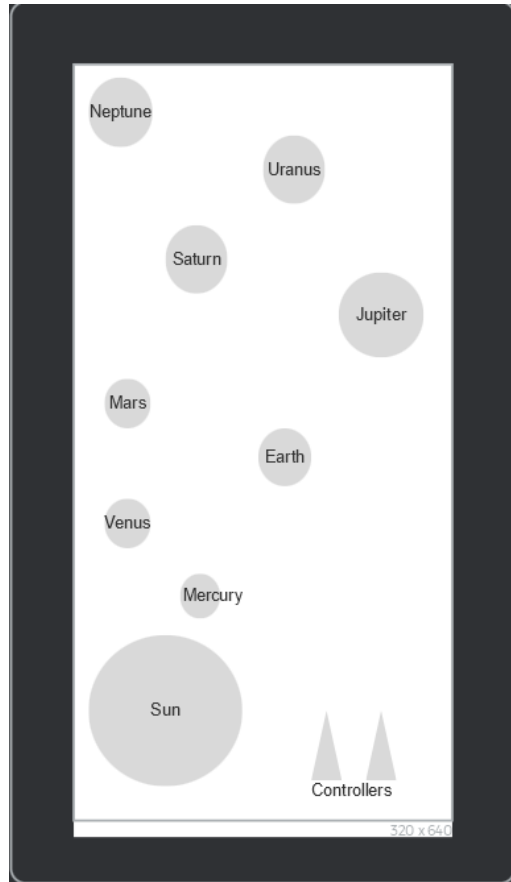 Neptune
Uranus
Saturn
Jupiter
Mars
Earth
Venus
Mercury
Sun
Controllers
320 x 640